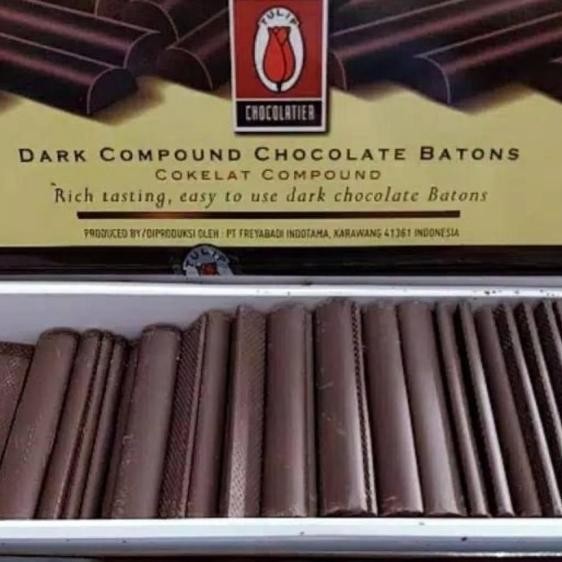 TULIP
CHOCOLATIER
DARK COMPOUND CHOCOLATE BATONS
COKELAT COMPOUND
Rich tasting, easy to use dark chocolate Batons
PRODUCED BY/DIPRODUKSI OLEH : PT FREYABADI INDOTAMA, KARAWANG 41361 INDONESIA
TULIP